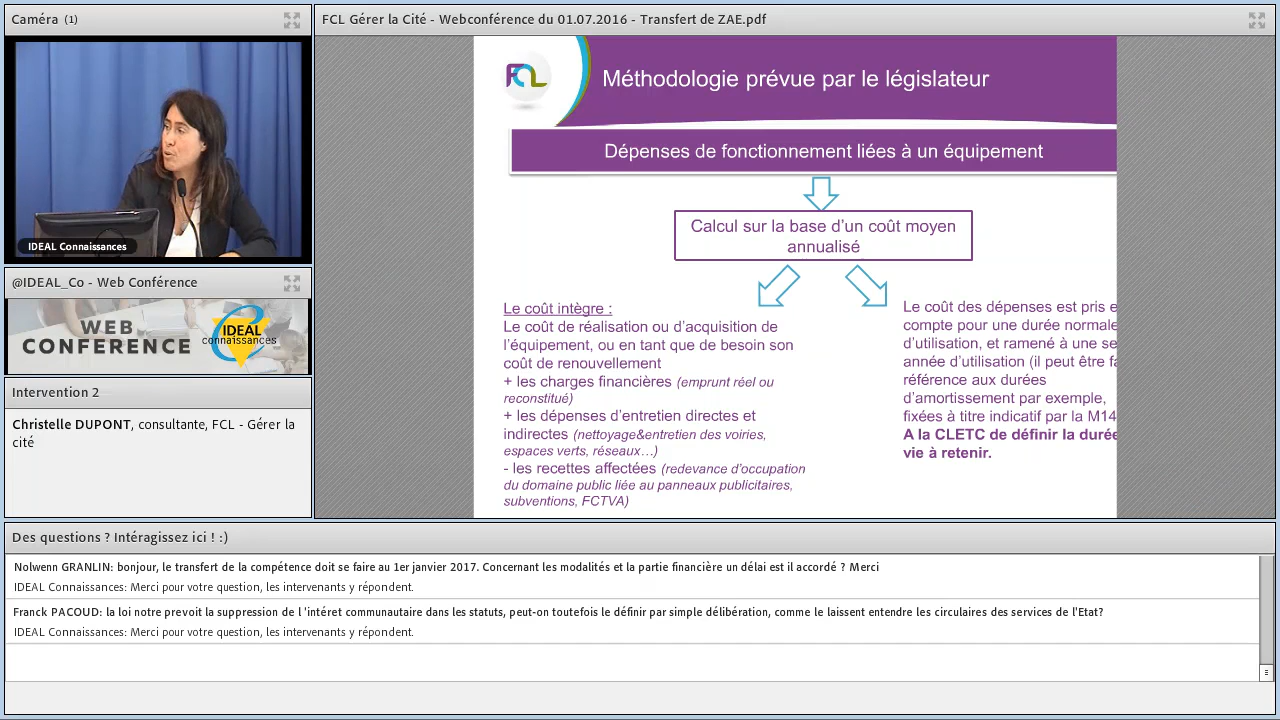 Caméra (1)
IDEAL Connaissances
@IDEAL_Co - Web Conférence
WEB
CONFERENCE
IDÉAL
connaissances
Intervention 2
Christelle DUPONT, consultante, FCL - Gérer la
cité
FCL Gérer la Cité - Webconférence du 01.07.2016 - Transfert de ZAE.pdf
FCL
Méthodologie prévue par le législateur
Dépenses de fonctionnement liées à un équipement
Calcul sur la base d'un coût moyen
annualisé
Le coût intègre :
Le coût de réalisation ou d'acquisition de
l'équipement, ou en tant que de besoin son
coût de renouvellement
+ les charges financières (emprunt réel ou
reconstitué)
+ les dépenses d'entretien directes et
indirectes (nettoyage&entretien des voiries,
espaces verts, réseaux…)
- les recettes affectées (redevance d'occupation
du domaine public liée au panneaux publicitaires,
subventions, FCTVA)
Le coût des dépenses est pris e
compte pour une durée normale
d'utilisation, et ramené à une se
année d'utilisation (il peut être fa
référence aux durées
d'amortissement par exemple,
fixées à titre indicatif par la M14
A la CLETC de définir la durée
vie à retenir.
Des questions ? Intéragissez ici ! :)
Nolwenn GRANLIN: bonjour, le transfert de la compétence doit se faire au 1er janvier 2017. Concernant les modalités et la partie financière un délai est il accordé ? Merci
IDEAL Connaissances: Merci pour votre question, les intervenants y répondent.
Franck PACOUD: la loi notre prevoit la suppression de l 'intéret communautaire dans les statuts, peut-on toutefois le définir par simple délibération, comme le laissent entendre les circulaires des services de l'Etat?
IDEAL Connaissances: Merci pour votre question, les intervenants y répondent.